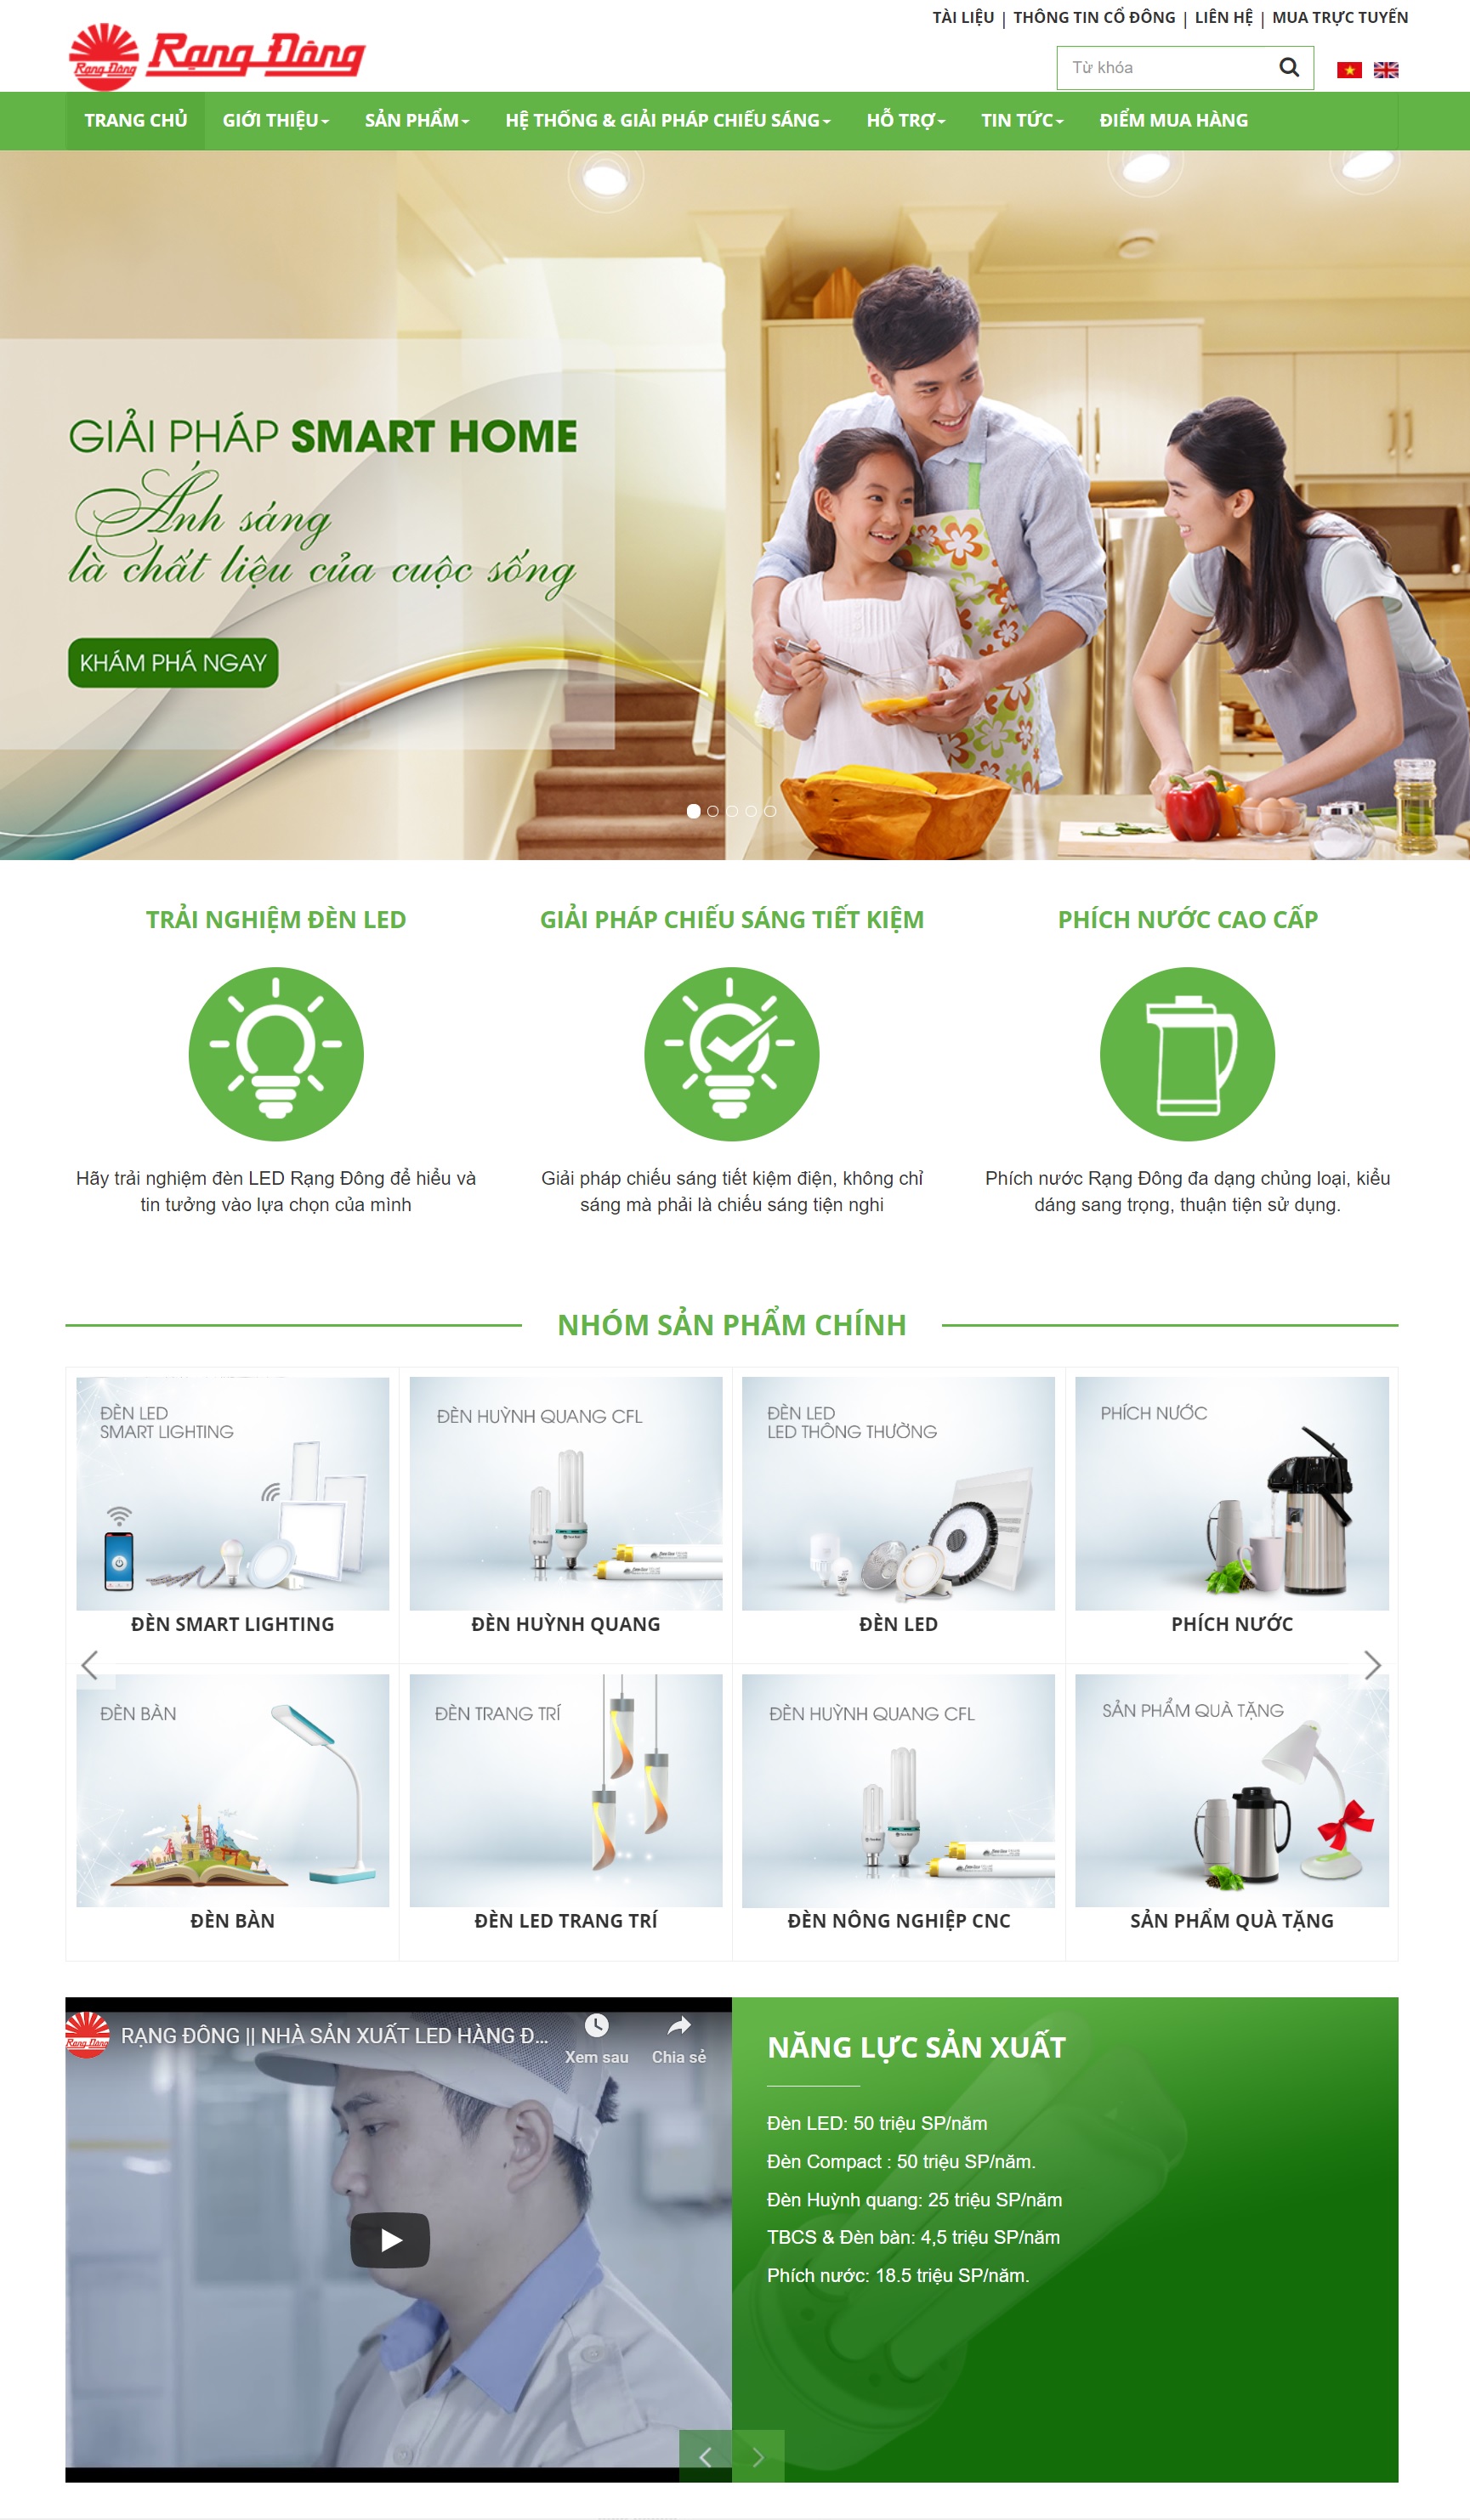 TÀI LIỆU | THÔNG TIN CỔ ĐÔNG | LIÊN HỆ | MUA TRỰC TUYẾN
Rạng Đông Rạng Đông
Từ khóa
TRANG CHỦ GIỚI THIỆU SẢN PHẨM HỆ THỐNG & GIẢI PHÁP CHIẾU SÁNG HỖ TRỢ TIN TỨC ĐIỂM MUA HÀNG
GIẢI PHÁP SMART HOME
Ánh sáng
là chất liệu của cuộc sống
KHÁM PHÁ NGAY
TRẢI NGHIỆM ĐÈN LED
Hãy trải nghiệm đèn LED Rạng Đông để hiểu và
tin tưởng vào lựa chọn của mình
GIẢI PHÁP CHIẾU SÁNG TIẾT KIỆM
Giải pháp chiếu sáng tiết kiệm điện, không chỉ
sáng mà phải là chiếu sáng tiện nghi
PHÍCH NƯỚC CAO CẤP
Phích nước Rạng Đông đa dạng chủng loại, kiểu
dáng sang trọng, thuận tiện sử dụng.
NHÓM SẢN PHẨM CHÍNH
ĐÈN LED
SMART LIGHTING
ĐÈN SMART LIGHTING
ĐÈN HUỲNH QUANG CFL
ĐÈN HUỲNH QUANG
ĐÈN LED
LED THÔNG THƯỜNG
ĐÈN LED
PHÍCH NƯỚC
PHÍCH NƯỚC
ĐÈN BÀN
ĐÈN BÀN
ĐÈN TRANG TRÍ
ĐÈN LED TRANG TRÍ
ĐÈN HUỲNH QUANG CFL
ĐÈN NÔNG NGHIỆP CNC
SẢN PHẨM QUÀ TẶNG
SẢN PHẨM QUÀ TẶNG
Rạng Đông
RẠNG ĐÔNG || NHÀ SẢN XUẤT LED HÀNG Đ...
Xem sau Chia sẻ
NĂNG LỰC SẢN XUẤT
Đèn LED: 50 triệu SP/năm
Đèn Compact : 50 triệu SP/năm.
Đèn Huỳnh quang: 25 triệu SP/năm
TBCS & Đèn bàn: 4,5 triệu SP/năm
Phích nước: 18.5 triệu SP/năm.